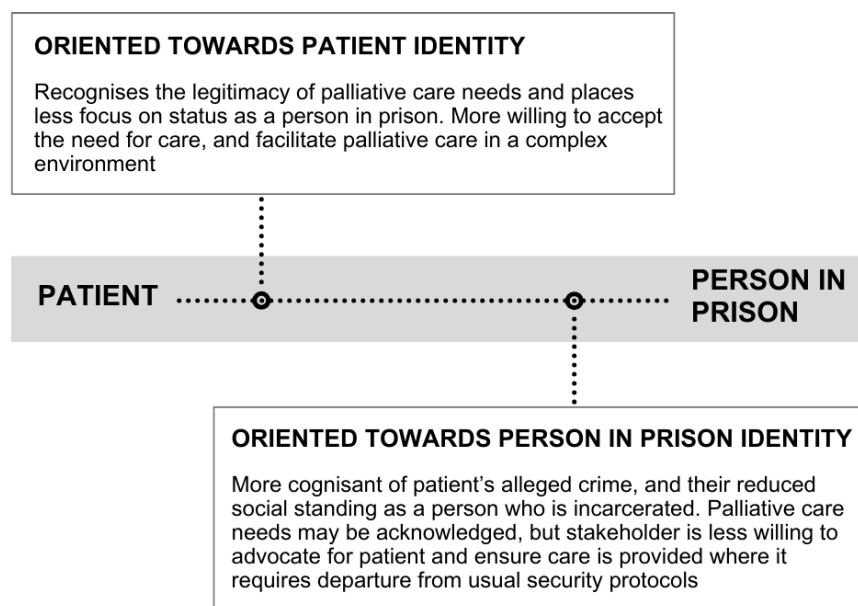 ORIENTED TOWARDS PATIENT IDENTITY
Recognises the legitimacy of palliative care needs and places
less focus on status as a person in prison. More willing to accept
the need for care, and facilitate palliative care in a complex
environment
PATIENT
PERSON IN
PRISON
ORIENTED TOWARDS PERSON IN PRISON IDENTITY
More cognisant of patient's alleged crime, and their reduced
social standing as a person who is incarcerated. Palliative care
needs may be acknowledged, but stakeholder is less willing to
advocate for patient and ensure care is provided where it
requires departure from usual security protocols